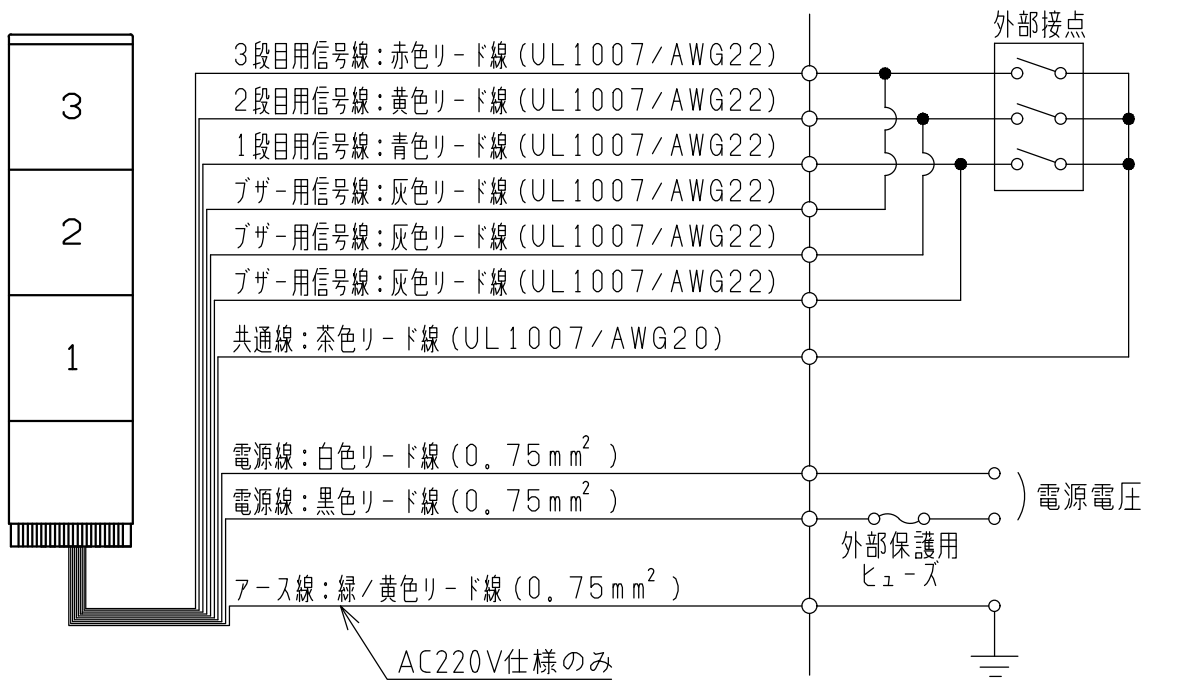 外部接点
3段目用信号線：赤色リード線(UL1007/AWG22)
2段目用信号線：黄色リード線(UL1007/AWG22)
1段目用信号線：青色リード線(UL1007/AWG22)
ブザー用信号線：灰色リード線(UL1007/AWG22)
ブザー用信号線：灰色リード線(UL1007/AWG22)
ブザー用信号線：灰色リード線(UL1007/AWG22)
共通線：茶色リード線(UL1007/AWG20)
3
2
1
電源線：白色リード線(0.75mm²)
電源線：黒色リード線(0.75mm²)
電源電圧
外部保護用
ヒューズ
アース線：緑/黄色リード線(0.75mm²)
AC220V仕様のみ